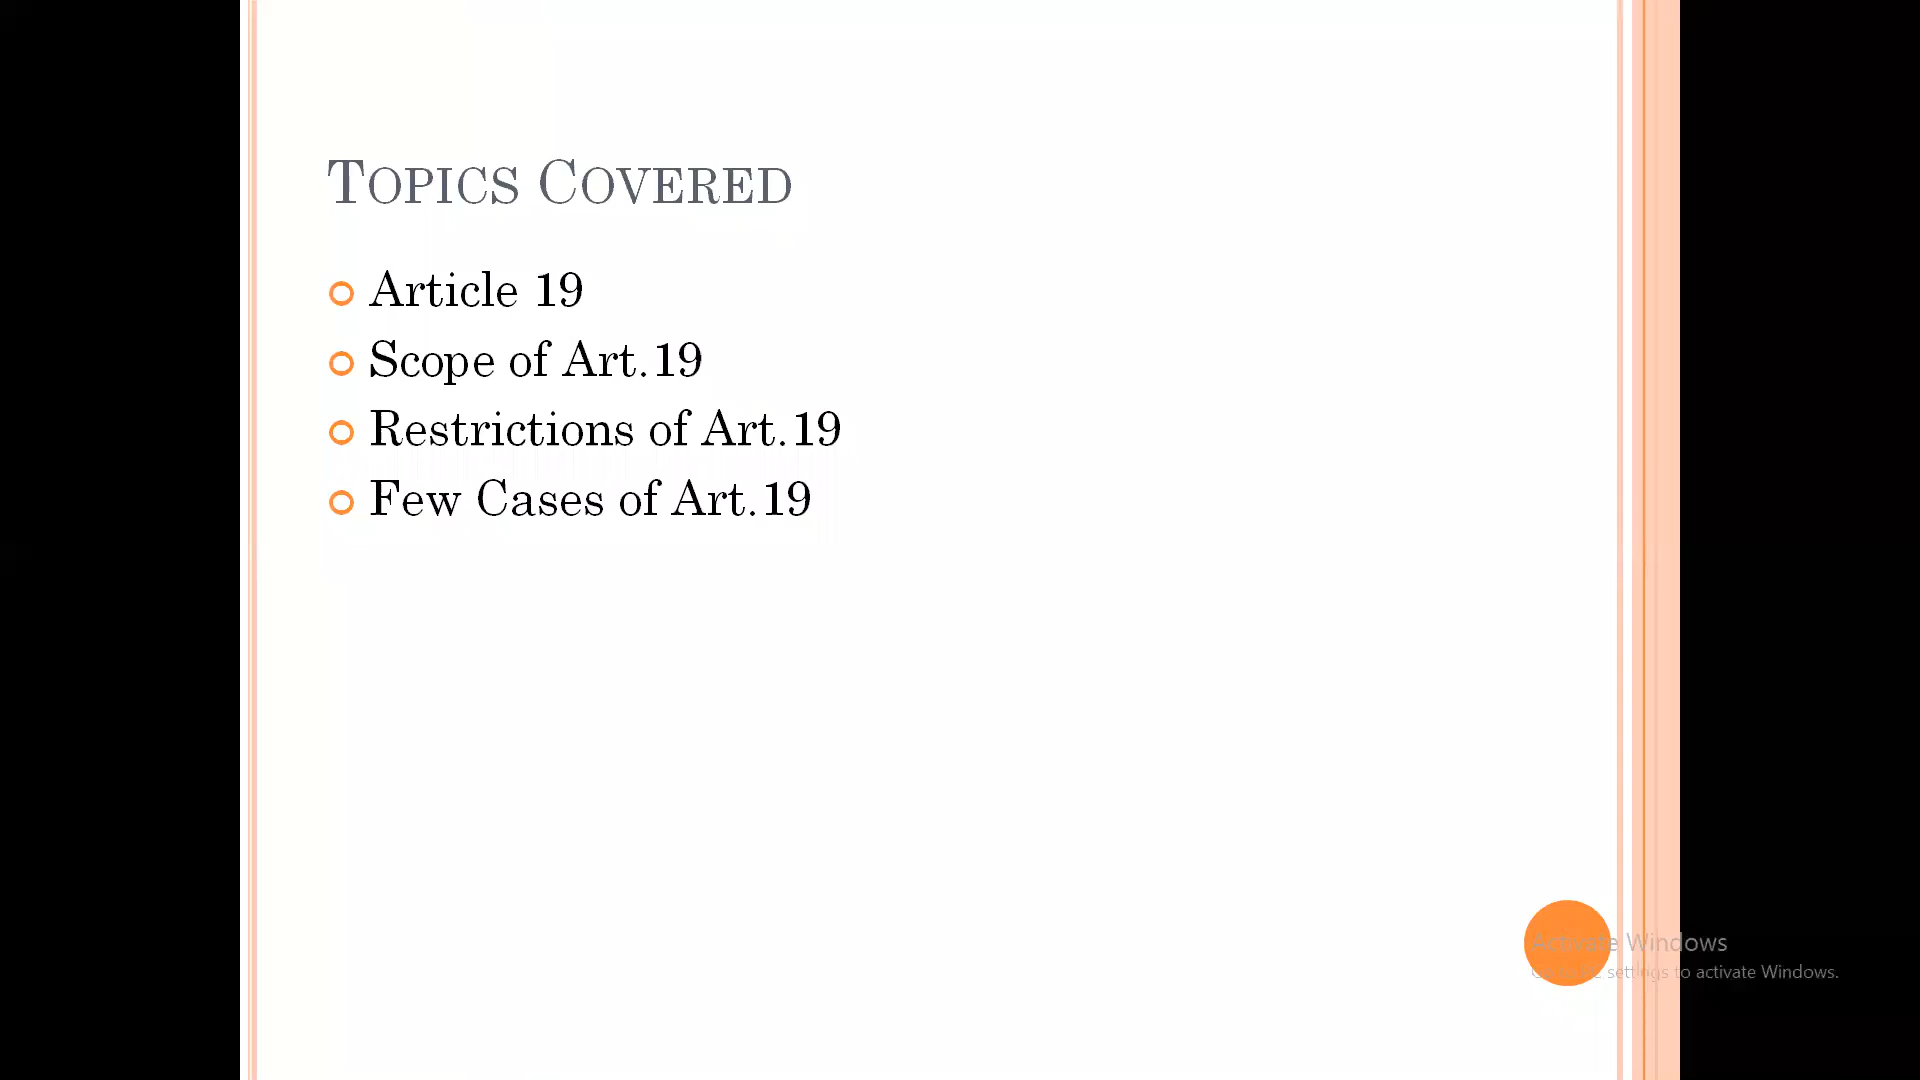 Topics Covered
Article 19
Scope of Art.19
Restrictions of Art.19
Few Cases of Art.19
Activate Windows
settings to activate Windows.